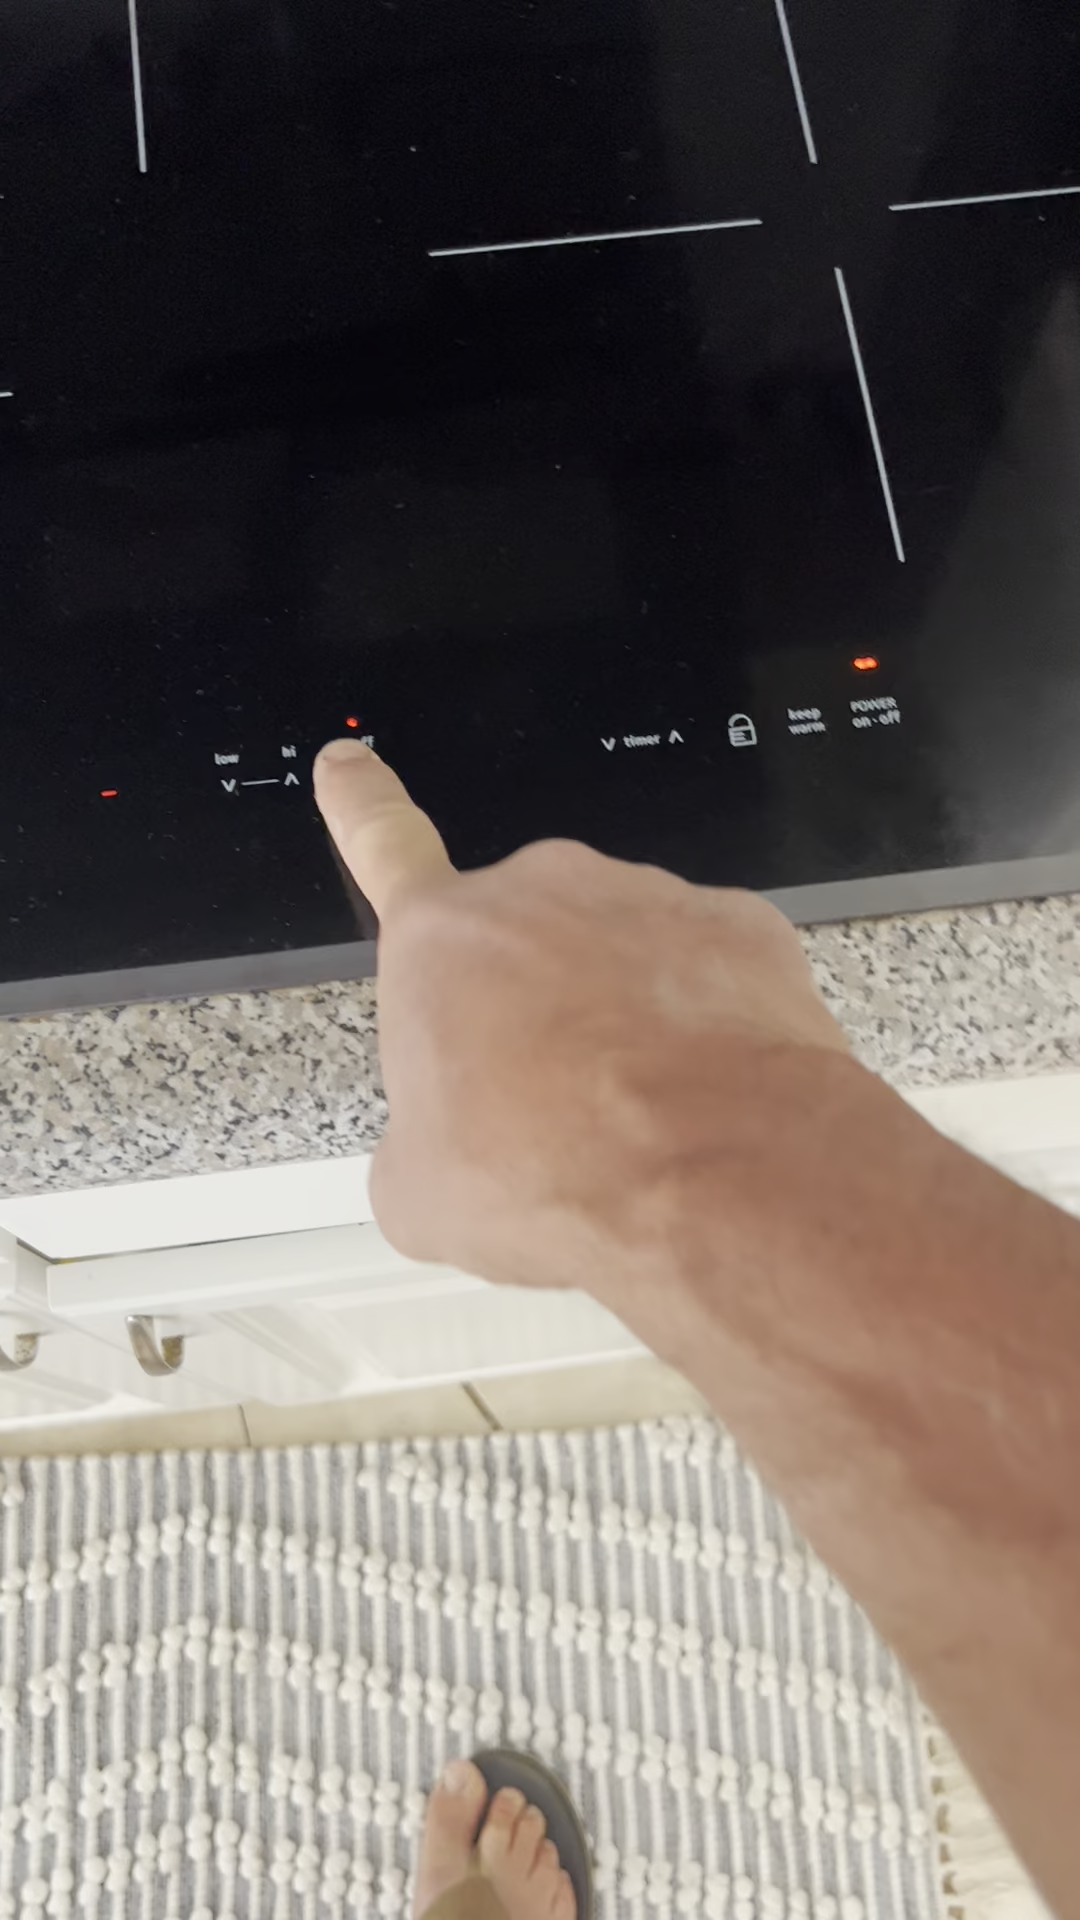 low hi
V — Λ
V timer Λ
keep
warm
POWER
on·off